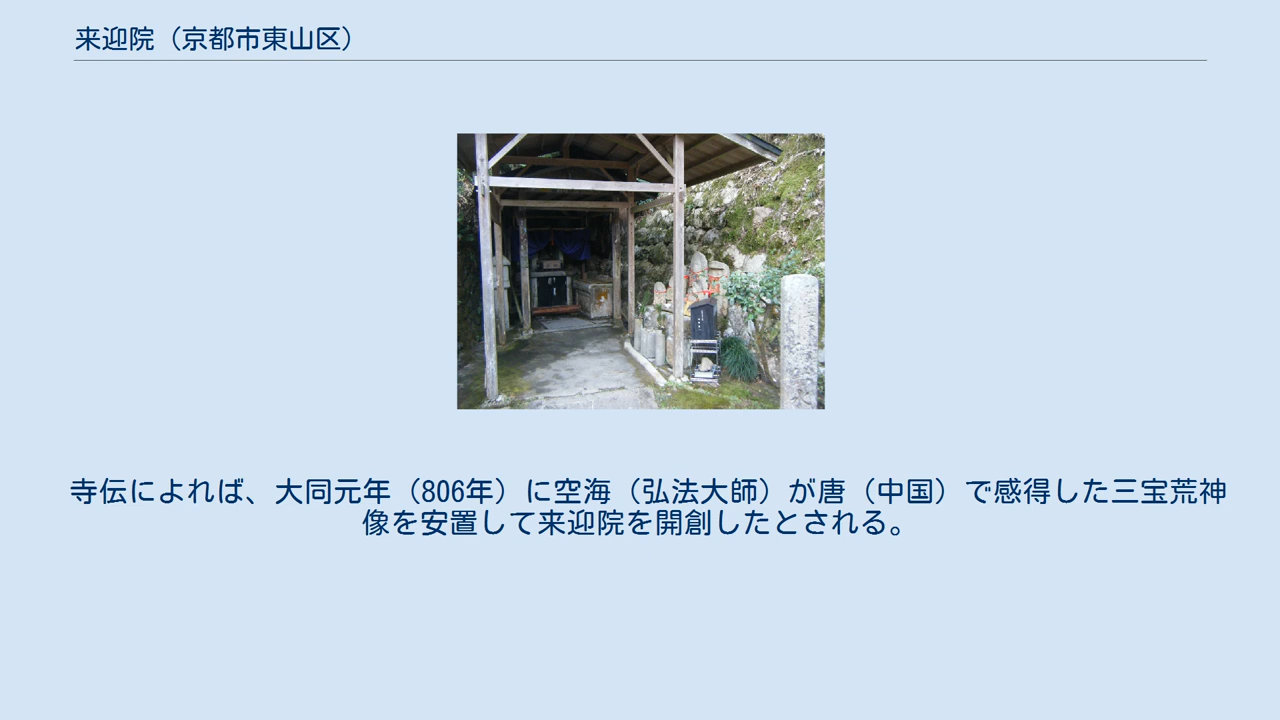 来迎院（京都市東山区）
寺伝によれば、大同元年（806年）に空海（弘法大師）が唐（中国）で感得した三宝荒神
像を安置して来迎院を開創したとされる。